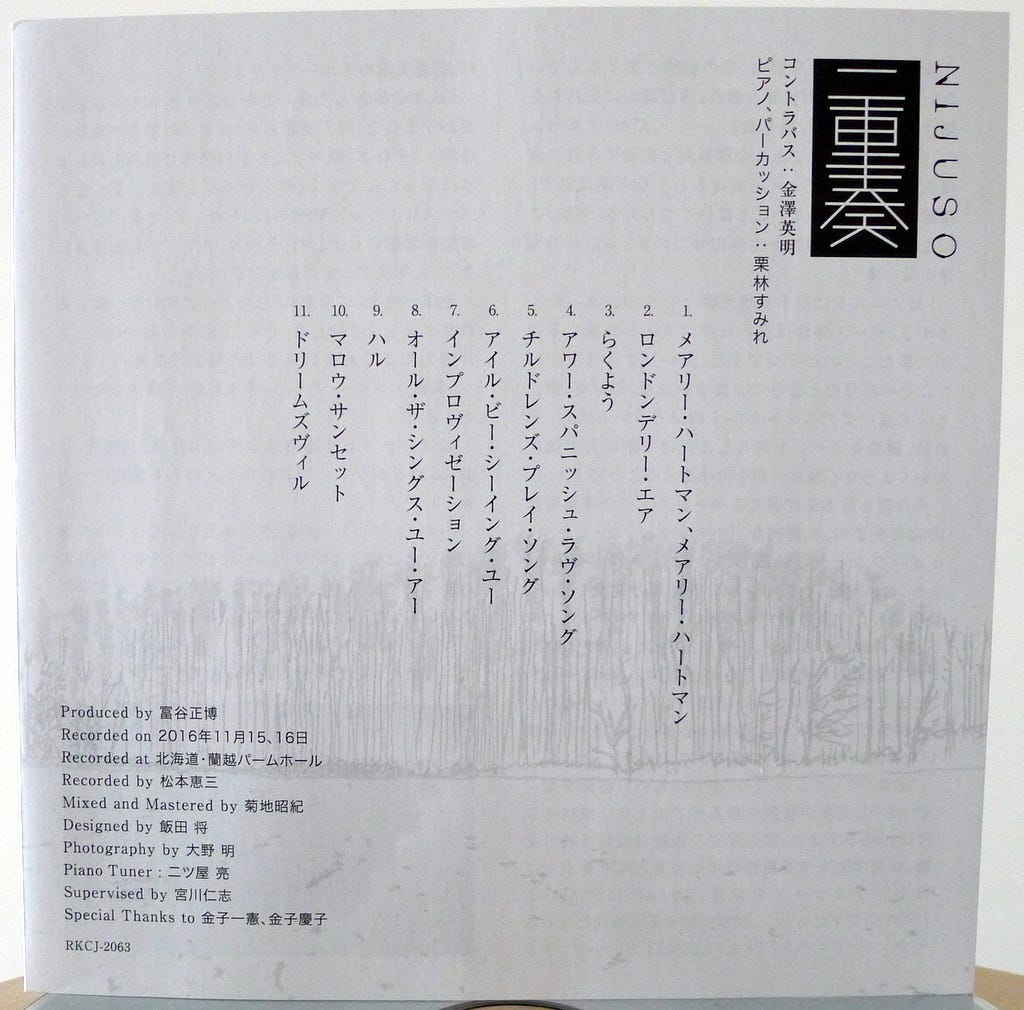 NIJUSO
二重奏
コントラバス:金澤英明
ピアノ、パーカッション:栗林すみれ
1. メアリー・ハートマン、メアリー・ハートマン
2. ロンドンデリー・エア
3. らくよう
4. アワー・スパニッシュ・ラヴ・ソング
5. チルドレンズ・プレイ・ソング
6. アイル・ビー・シーイング・ユー
7. インプロヴィゼーション
8. オール・ザ・シングス・ユー・アー
9. ハル
10. マロウ・サンセット
11. ドリームズヴィル
Produced by 富谷正博
Recorded on 2016年11月15、16日
Recorded at 北海道・蘭越パームホール
Recorded by 松本恵三
Mixed and Mastered by 菊地昭紀
Designed by 飯田 将
Photography by 大野 明
Piano Tuner : 二ツ屋 亮
Supervised by 宮川仁志
Special Thanks to 金子一憲、金子慶子
RKCJ-2063